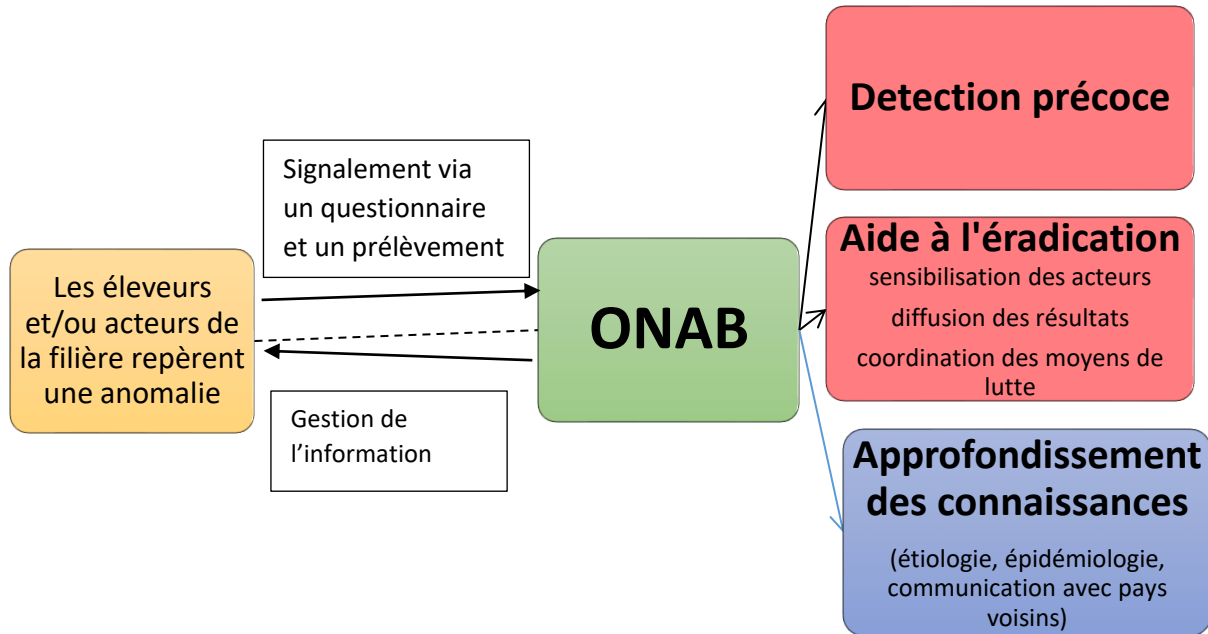 Les éleveurs
et/ou acteurs de
la filière repèrent
une anomalie
Signalement via
un questionnaire
et un prélèvement
Gestion de
l’information
ONAB
Detection précoce
Aide à l'éradication
sensibilisation des acteurs
diffusion des résultats
coordination des moyens de
lutte
Approfondissement
des connaissances
(étiologie, épidémiologie,
communication avec pays
voisins)